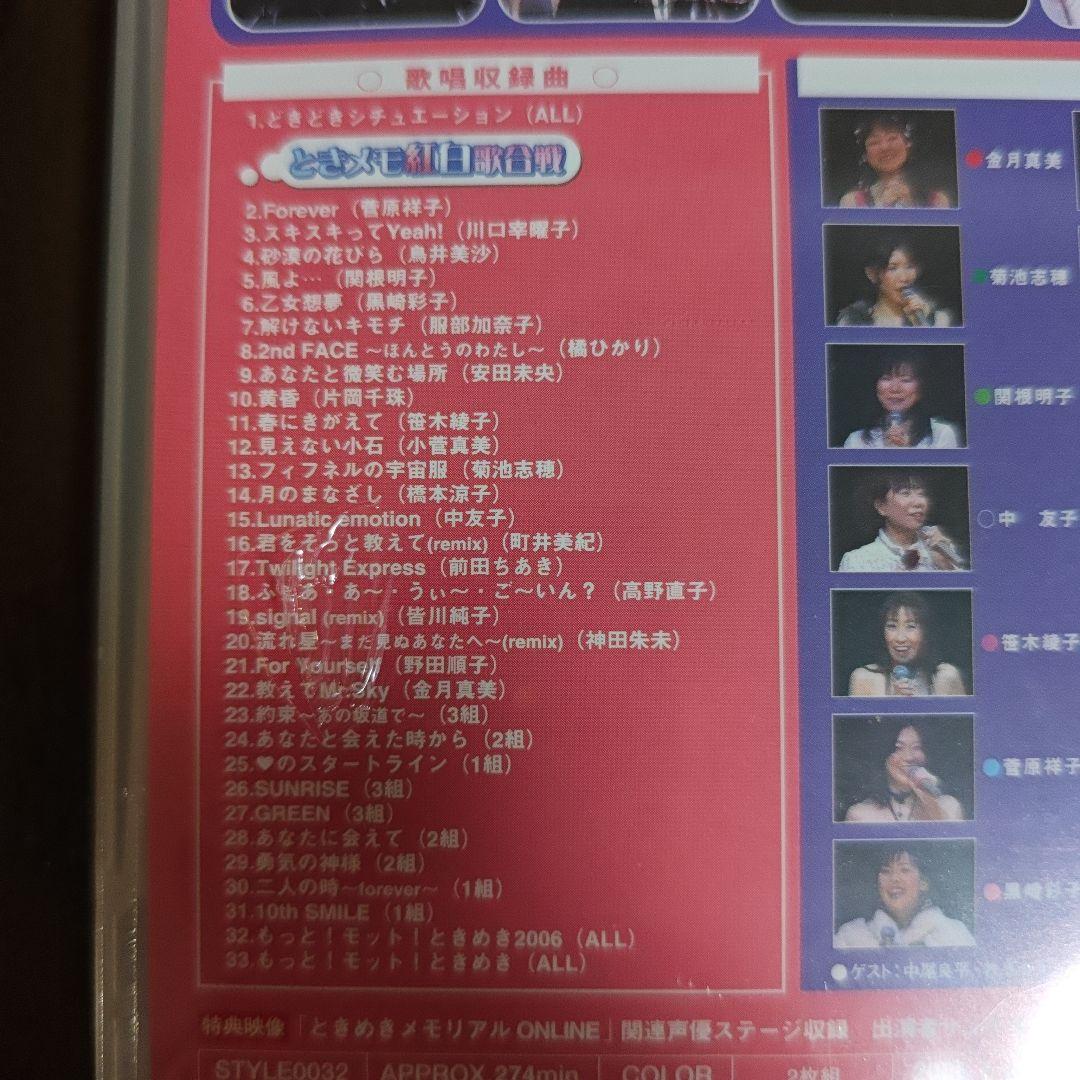 ○ 歌唱収録曲 ○
1.どきどきシチュエーション（ALL）
ときメモ紅白歌合戦
2.Forever（菅原祥子）
3.スキスキってYeah!（川口幸曜子）
4.砂漠の花びら（鳥井美沙）
5.風よ…（関根明子）
6.乙女想夢（黒崎彩子）
7.解けないキモチ（服部加奈子）
8.2nd FACE ～ほんとうのわたし～（橘ひかり）
9.あなたと微笑む場所（安田未央）
10.黄昏（片岡千珠）
11.春にきがえて（笹木綾子）
12.見えない小石（小菅真美）
13.フィフネルの宇宙服（菊池志穂）
14.月のまなざし（橋本涼子）
15.Lunatic emotion（中友子）
16.君をそっと教えて(remix)（町井美紀）
17.Twilight Express（前田ちあき）
18.ふぁあ・あ～・うぃ～・ご～いん？（高野直子）
19.signal (remix)（皆川純子）
20.流れ星～まだ見ぬあなたへ～(remix)（神田朱未）
21.For Yourself（野田順子）
22.教えてMr.Sky（金月真美）
23.約束～あの坂道で～（3組）
24.あなたと会えた時から（2組）
25.♥のスタートライン（1組）
26.SUNRISE（3組）
27.GREEN（3組）
28.あなたに会えて（2組）
29.勇気の神様（2組）
30.二人の時～forever～（1組）
31.10th SMILE（1組）
32.もっと！モット！ときめき2006（ALL）
33.もっと！モット！ときめき（ALL）
●金月真美
●菊池志穂
●関根明子
○中　友子
●笹木綾子
●菅原祥子
●黒崎彩子
●ゲスト：中屋良平
特典映像「ときめきメモリアル ONLINE」関連声優ステージ収録
STYLE0032 APPROX 274min COLOR 2枚組